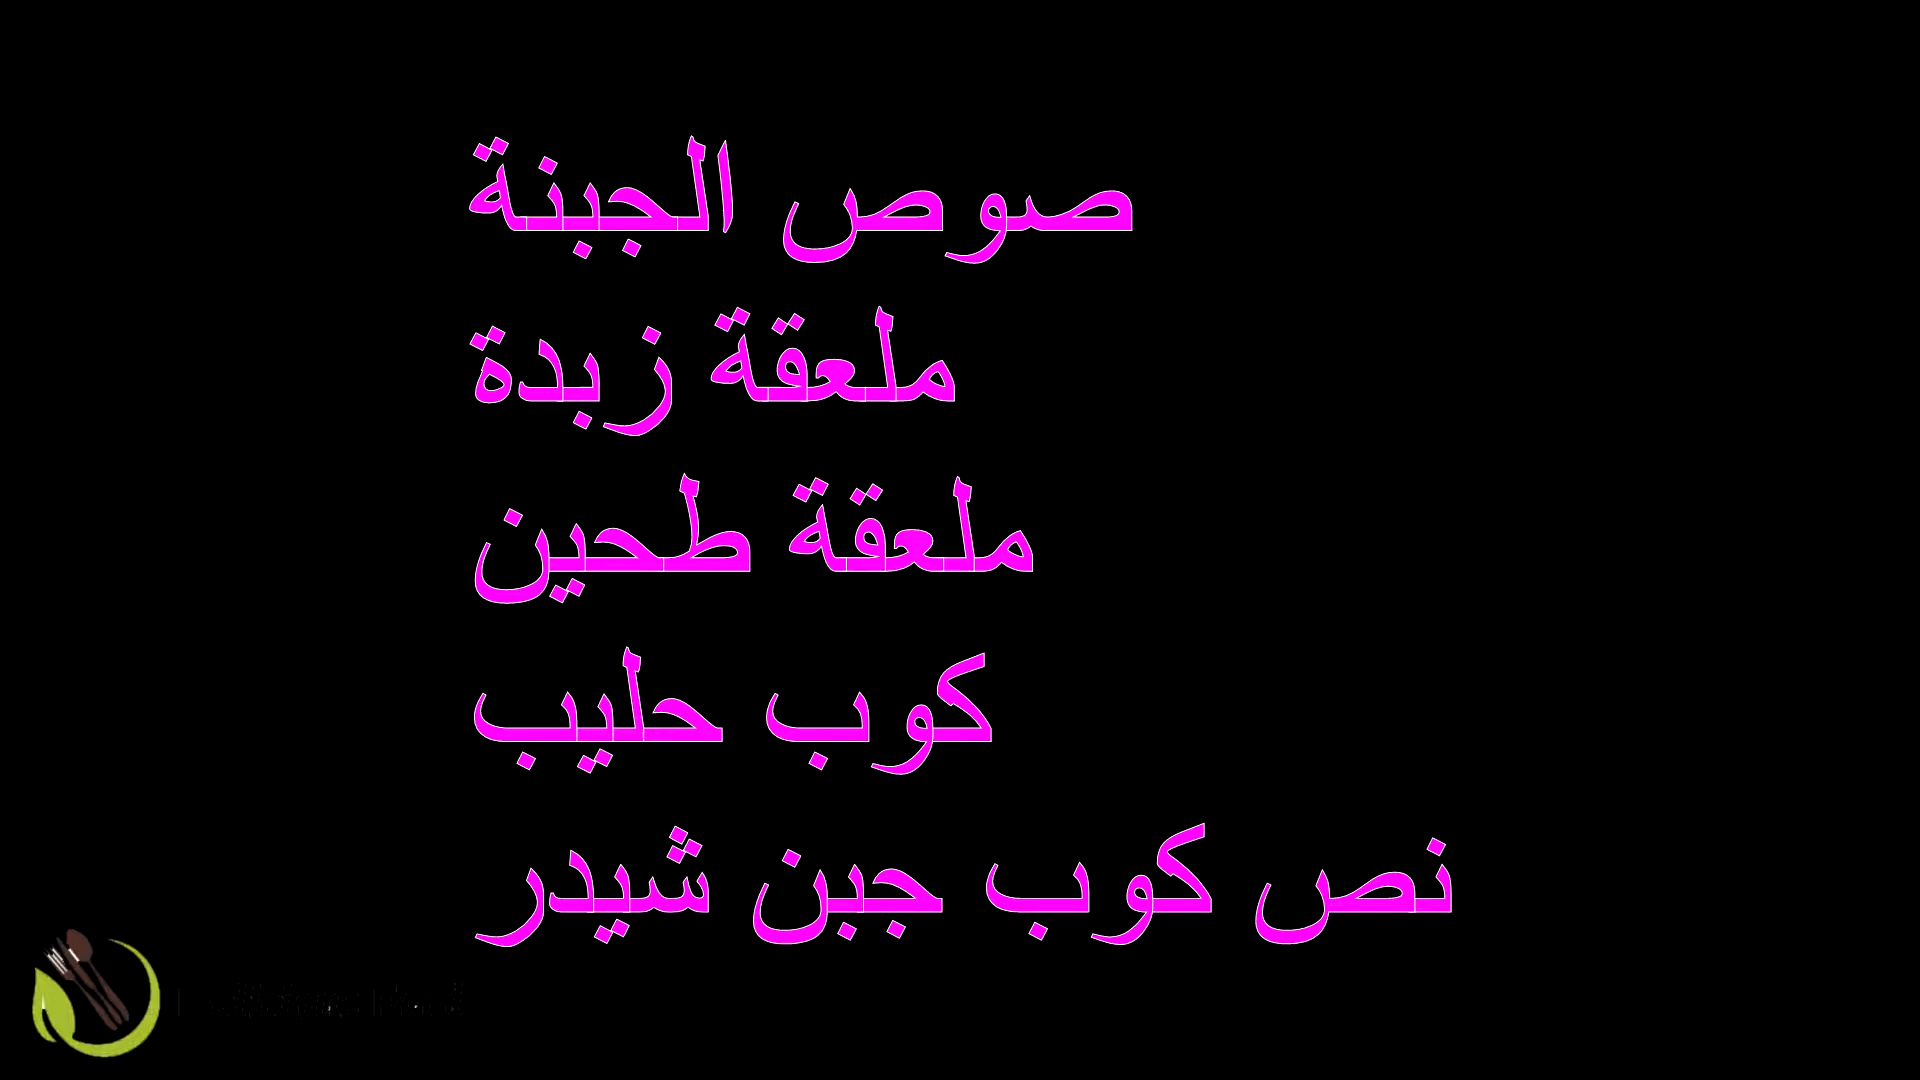 صوص الجبنة
ملعقة زبدة
ملعقة طحين
كوب حليب
نص كوب جبن شيدر